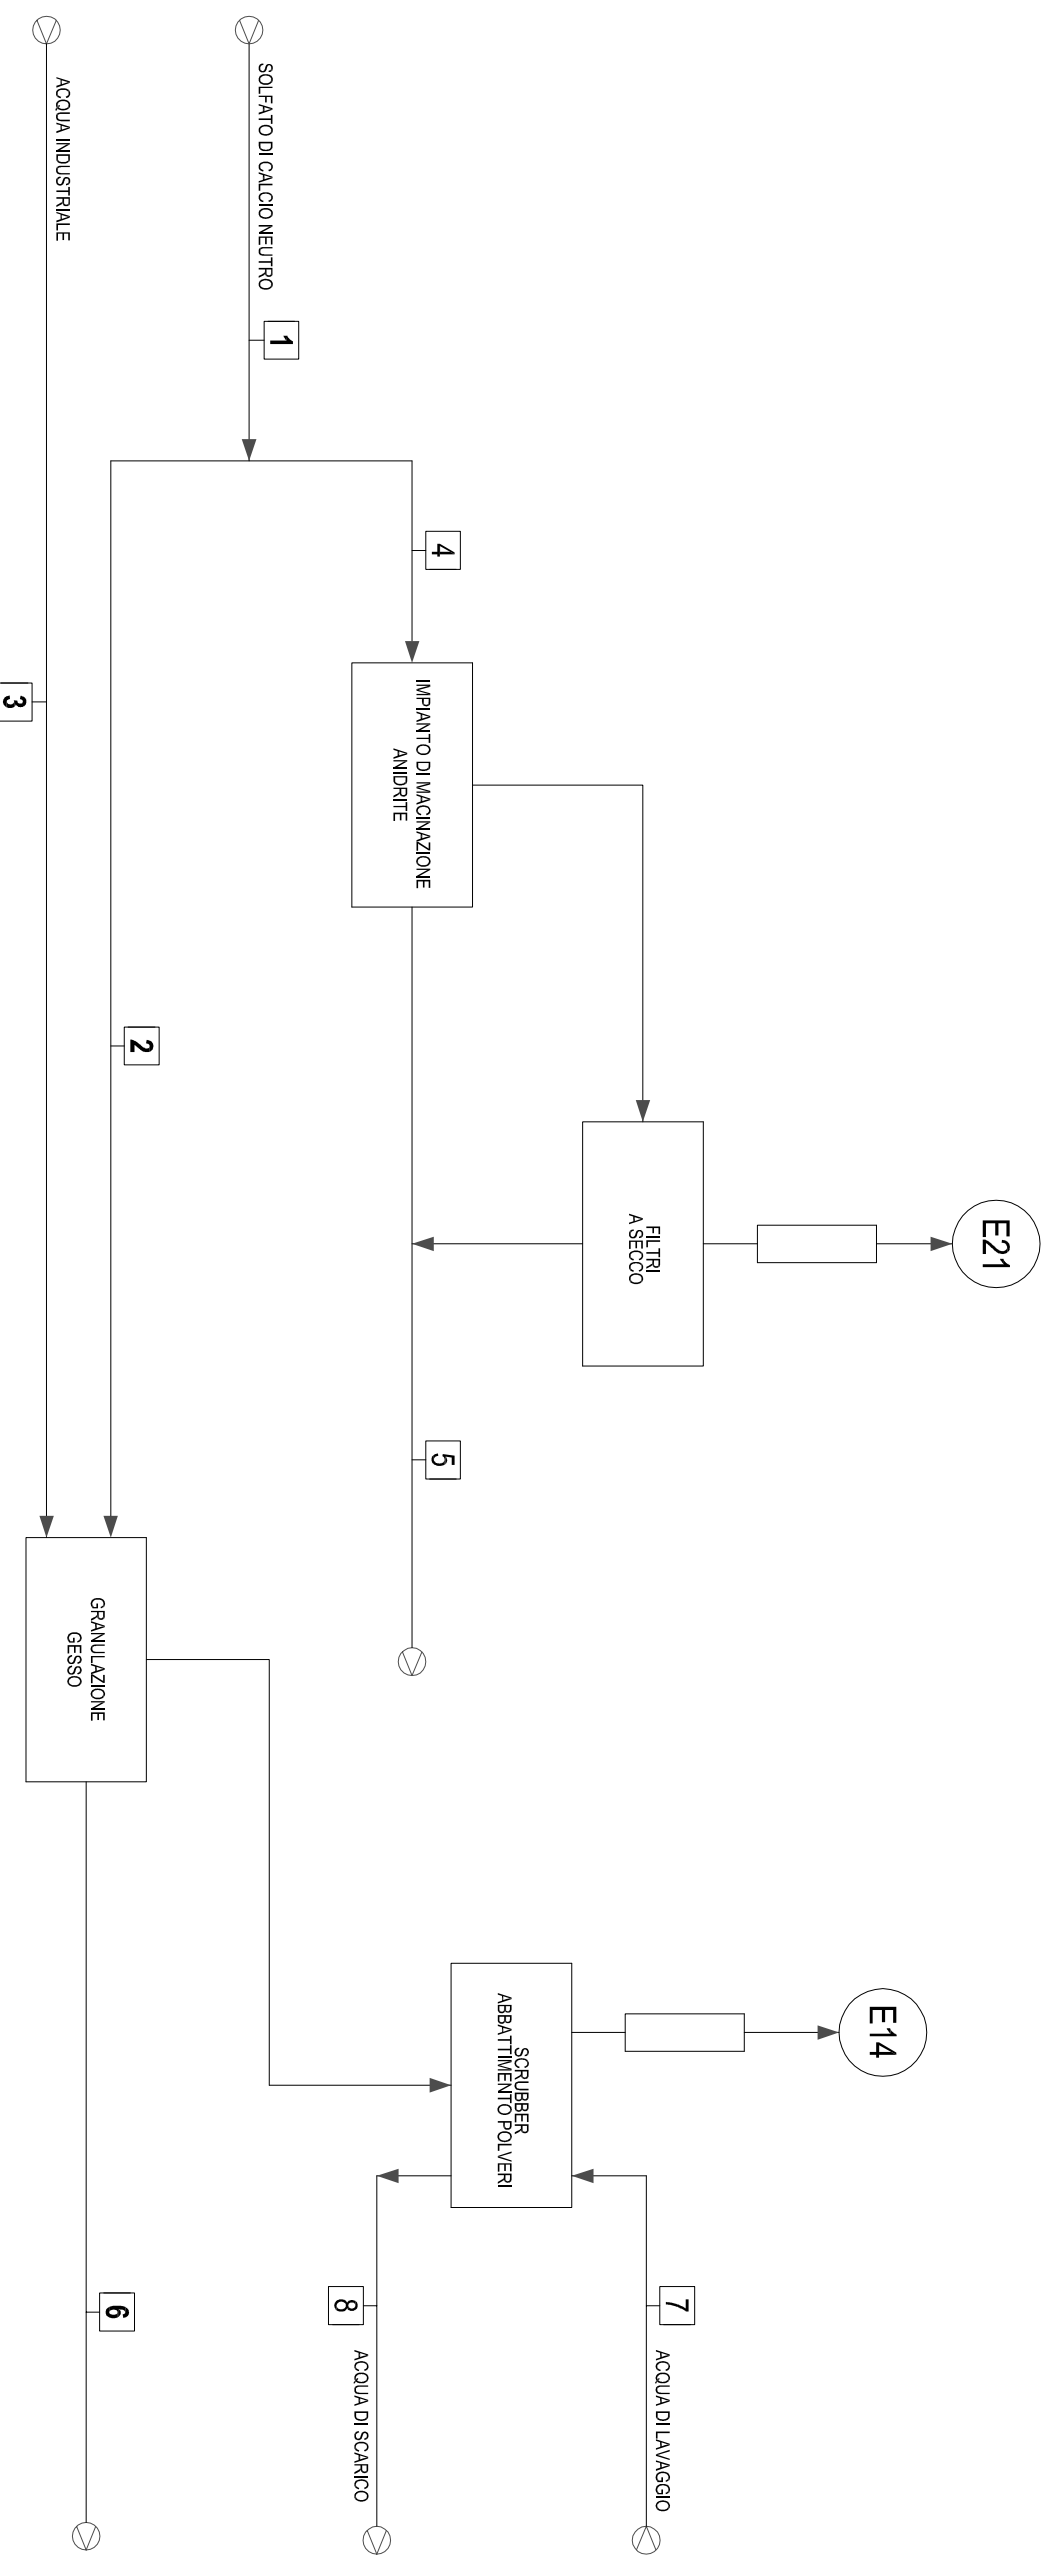 E21
E14
FILTRI
A SECCO
ACQUA DI LAVAGGIO
7
SCRUBBER
ABBATTIMENTO POLVERI
4
IMPIANTO DI MACINAZIONE
ANIDRITE
5
8
ACQUA DI SCARICO
SOLFATO DI CALCIO NEUTRO
1
2
GRANULAZIONE
GESSO
6
ACQUA INDUSTRIALE
3